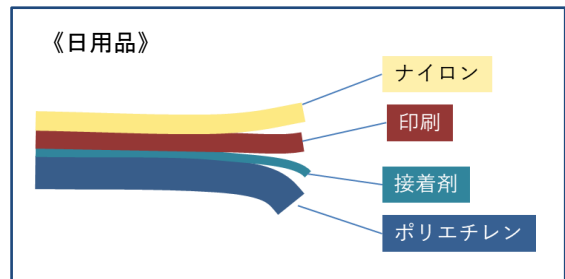 《日用品》
ナイロン
印刷
接着剤
ポリエチレン